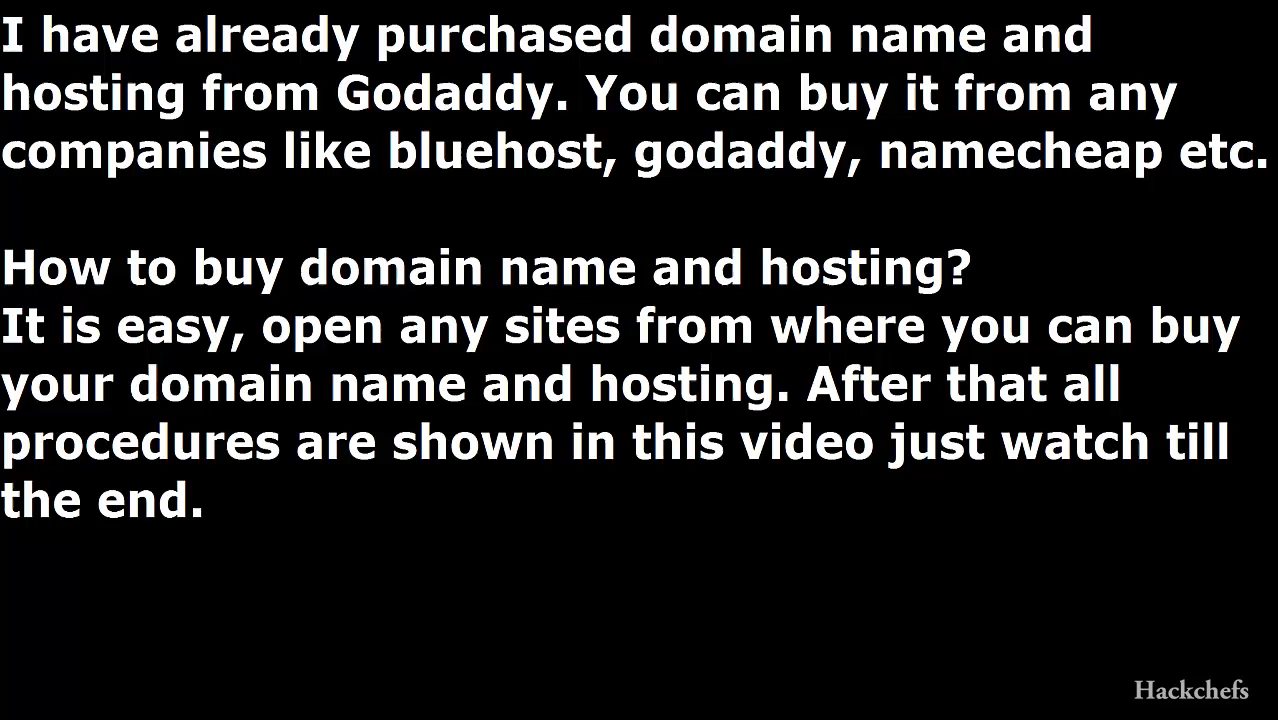 I have already purchased domain name and
hosting from Godaddy. You can buy it from any
companies like bluehost, godaddy, namecheap etc.
How to buy domain name and hosting?
It is easy, open any sites from where you can buy
your domain name and hosting. After that all
procedures are shown in this video just watch till
the end.
Hackchefs